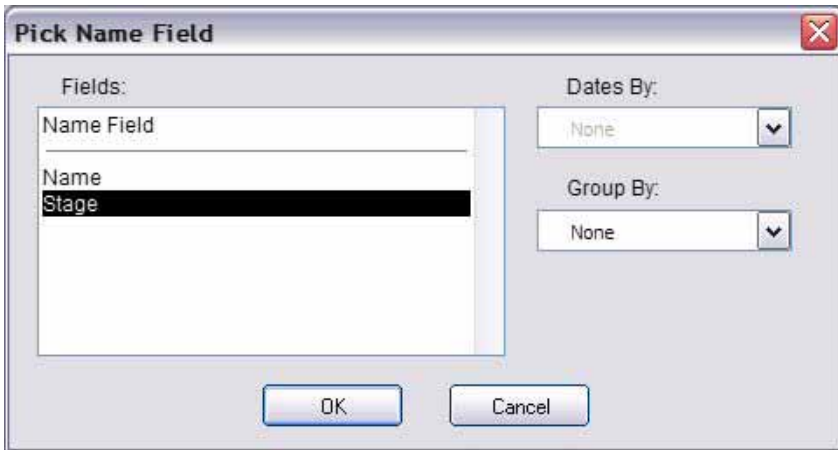 Pick Name Field
Fields:
Name Field
Name
Stage
Dates By:
None
Group By:
None
OK
Cancel